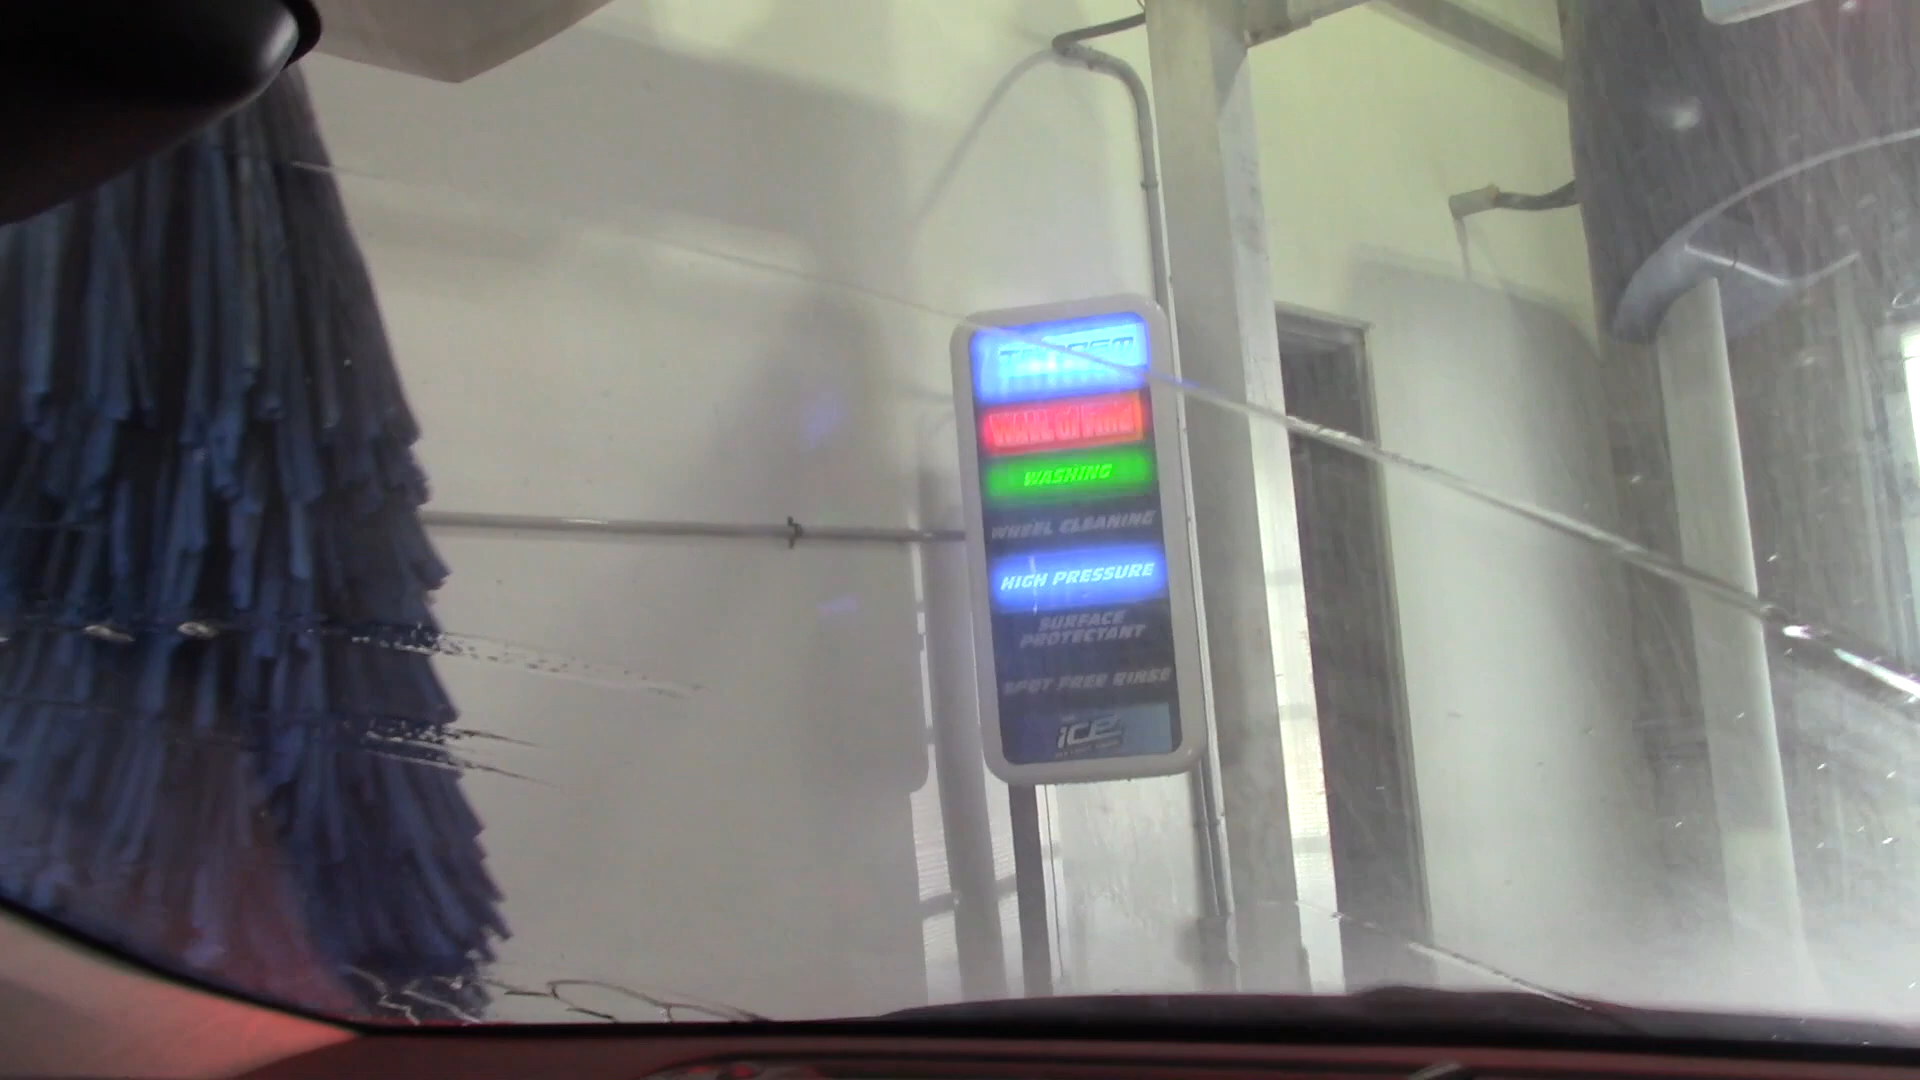 WASHING
WHEEL CLEANING
HIGH PRESSURE
SURFACE
PROTECTANT
SPOT FREE RINSE
ICE